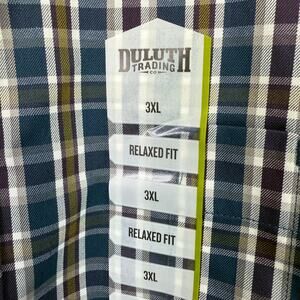 DULUTH
TRADING
CO
3XL
RELAXED FIT
3XL
RELAXED FIT
3XL